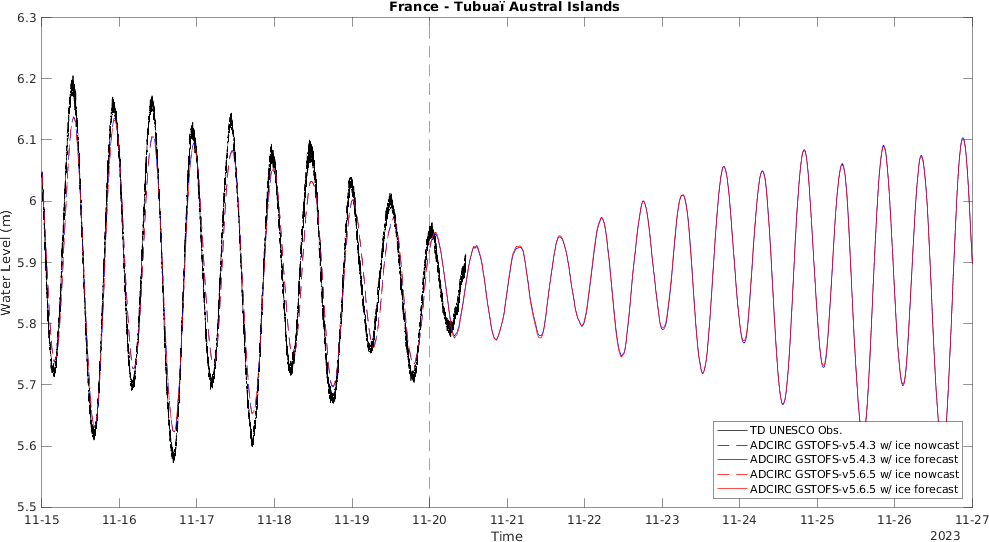 France - Tubuaï Austral Islands
Water Level (m)
6.3
6.2
6.1
6
5.9
5.8
5.7
5.6
5.5
TD UNESCO Obs.
ADCIRC GSTOFS-v5.4.3 w/ ice nowcast
ADCIRC GSTOFS-v5.4.3 w/ ice forecast
ADCIRC GSTOFS-v5.6.5 w/ ice nowcast
ADCIRC GSTOFS-v5.6.5 w/ ice forecast
11-15 11-16 11-17 11-18 11-19 11-20 11-21 11-22 11-23 11-24 11-25 11-26 11-27
Time
2023